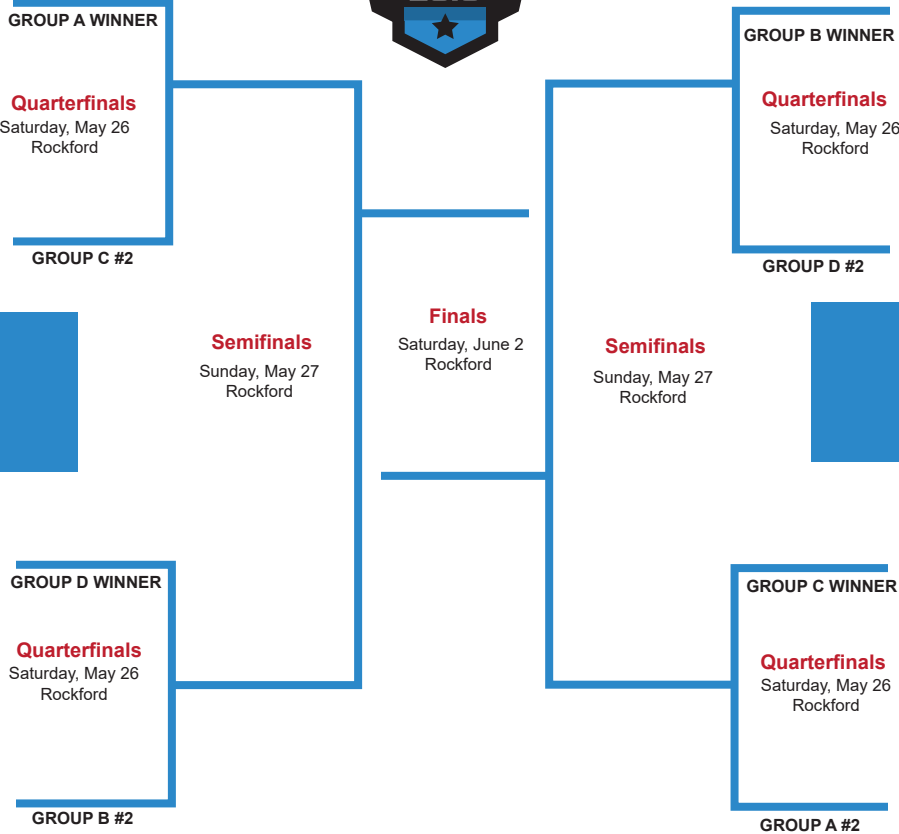 GROUP A WINNER
Quarterfinals
Saturday, May 26
Rockford
GROUP C #2
GROUP B WINNER
Quarterfinals
Saturday, May 26
Rockford
GROUP D #2
Semifinals
Sunday, May 27
Rockford
Finals
Saturday, June 2
Rockford
Semifinals
Sunday, May 27
Rockford
GROUP D WINNER
Quarterfinals
Saturday, May 26
Rockford
GROUP B #2
GROUP C WINNER
Quarterfinals
Saturday, May 26
Rockford
GROUP A #2